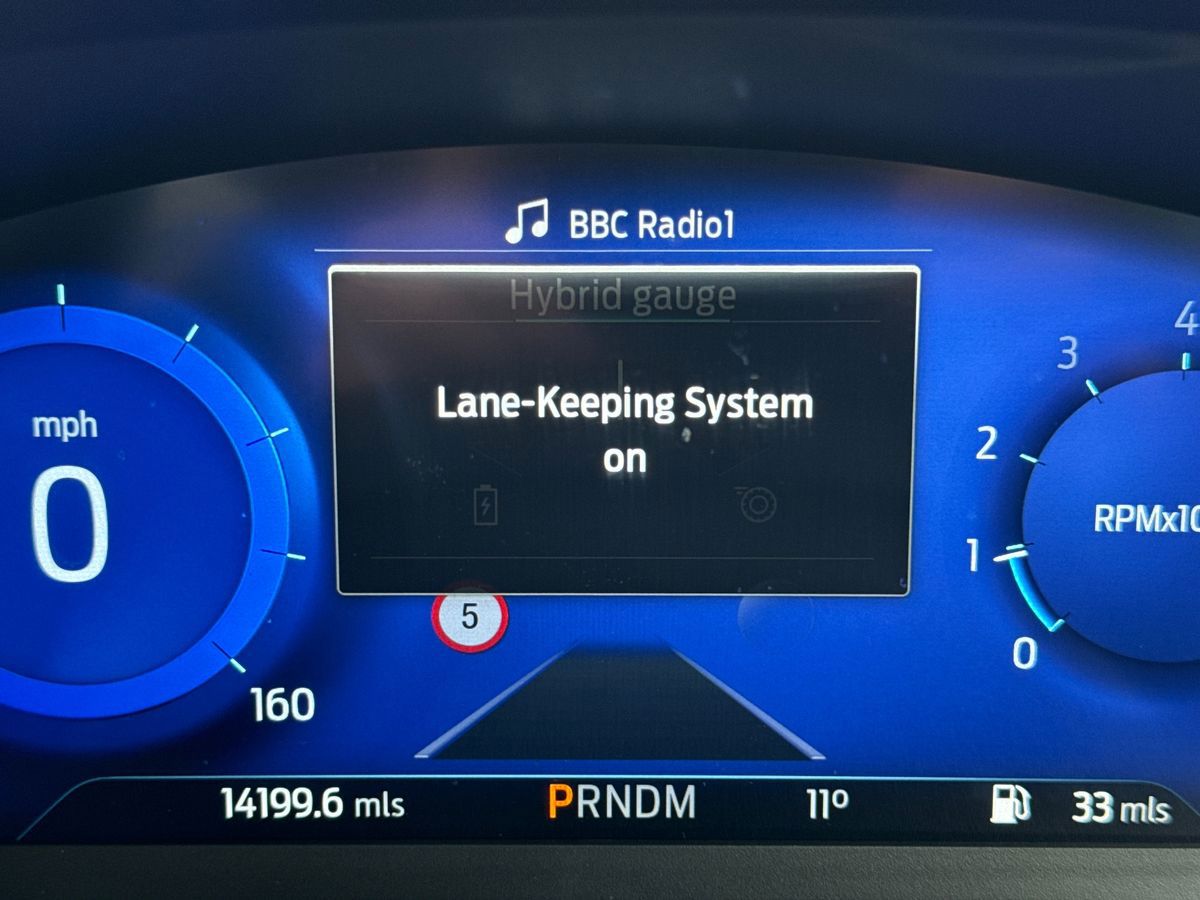 BBC Radio1
Hybrid gauge
Lane-Keeping System
on
mph
0
160
5
4
3
2
1
0
RPMx10
14199.6 mls
PRNDM
11º
33 mls